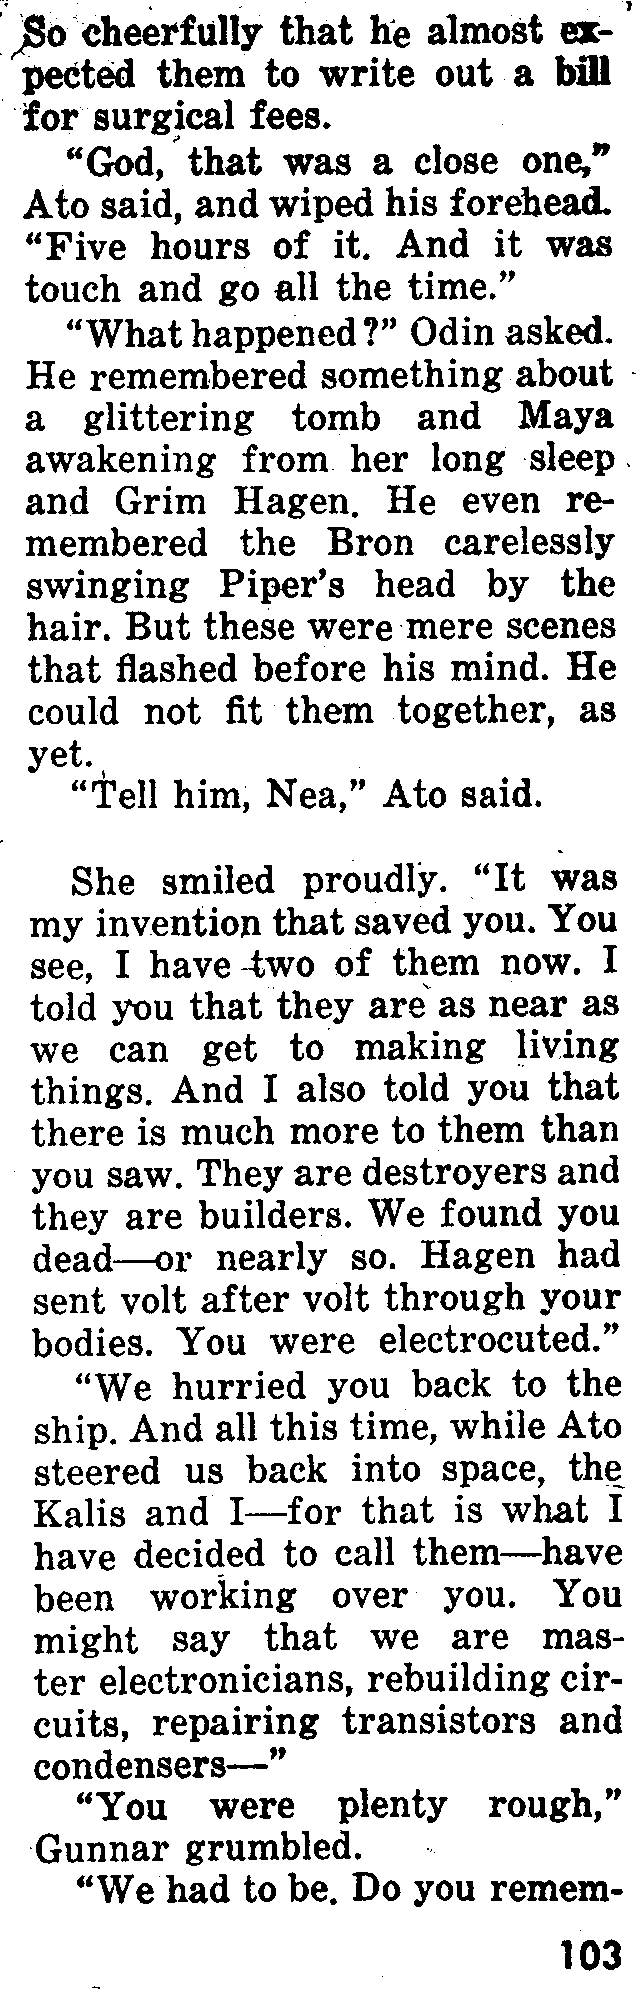 So cheerfully that he almost ex-
pected them to write out a bill
for surgical fees.
“God, that was a close one,”
Ato said, and wiped his forehead.
“Five hours of it. And it was
touch and go all the time.”
“What happened?” Odin asked.
He remembered something about
a glittering tomb and Maya
awakening from her long sleep
and Grim Hagen. He even re-
membered the Bron carelessly
swinging Piper’s head by the
hair. But these were mere scenes
that flashed before his mind. He
could not fit them together, as
yet.
“Tell him, Nea,” Ato said.
She smiled proudly. “It was
my invention that saved you. You
see, I have two of them now. I
told you that they are as near as
we can get to making living
things. And I also told you that
there is much more to them than
you saw. They are destroyers and
they are builders. We found you
dead—or nearly so. Hagen had
sent volt after volt through your
bodies. You were electrocuted.”
“We hurried you back to the
ship. And all this time, while Ato
steered us back into space, the
Kalis and I—for that is what I
have decided to call them—have
been working over you. You
might say that we are mas-
ter electronicians, rebuilding cir-
cuits, repairing transistors and
condensers—”
“You were plenty rough,”
Gunnar grumbled.
“We had to be. Do you remem-
103